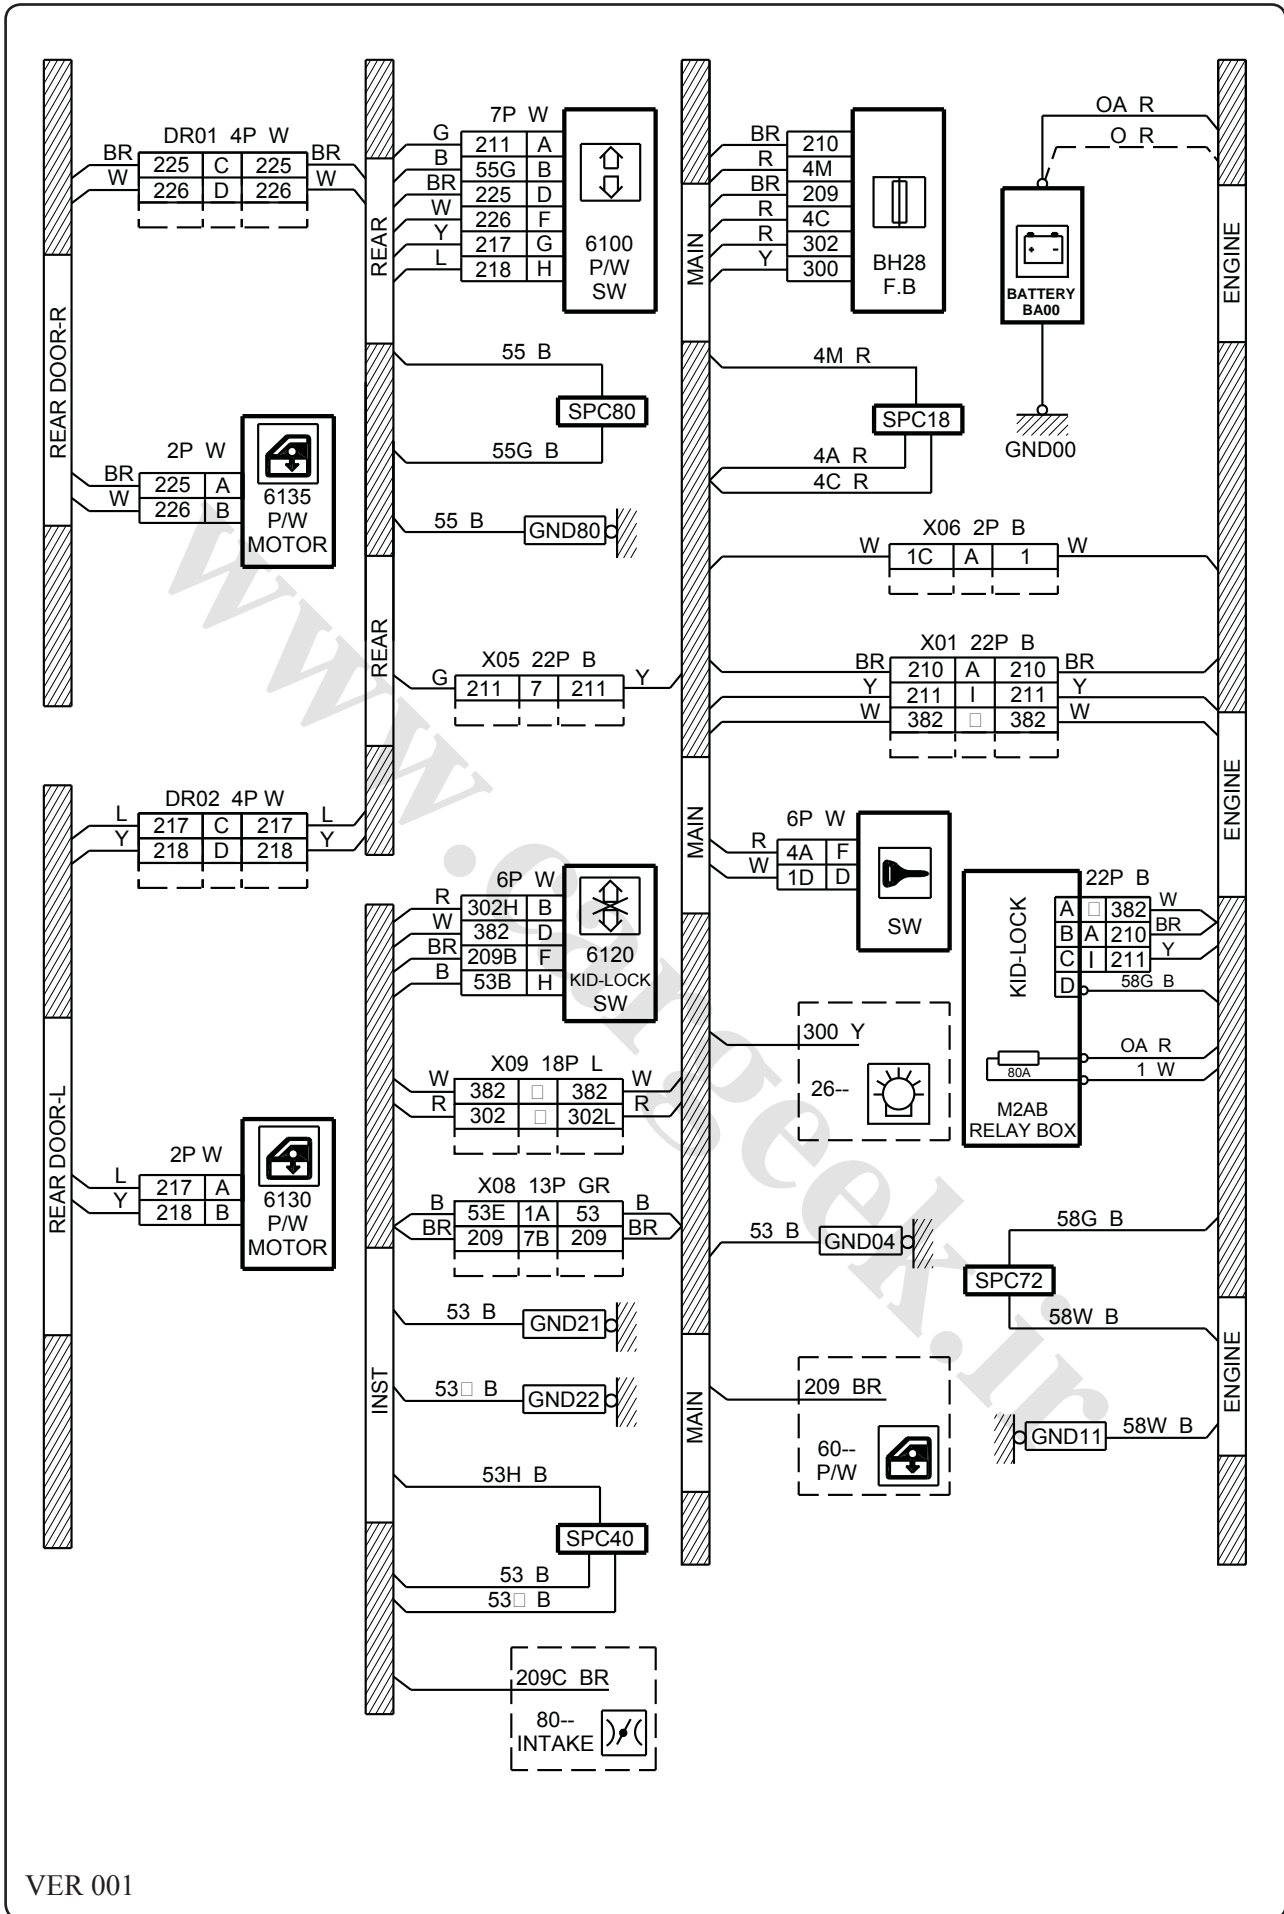 DR01 4P W
BR 225 C 225 BR
W 226 D 226 W
REAR DOOR-R
2P W
BR 225 A
W 226 B
6135
P/W
MOTOR
DR02 4P W
L 217 C 217 L
Y 218 D 218 Y
REAR DOOR-L
2P W
L 217 A
Y 218 B
6130
P/W
MOTOR
REAR
7P W
G 211 A
B 55G B
BR 225 D
W 226 F
Y 217 G
L 218 H
6100
P/W
SW
55 B
SPC80
55G B
55 B GND80
REAR
X05 22P B
G 211 7 211 Y
6P W
R 302H B
W 382 D
BR 209B F
B 53B H
6120
KID-LOCK
SW
X09 18P L
W 382 □ 382 W
R 302 □ 302L R
X08 13P GR
B 53E 1A 53 B
BR 209 7B 209 BR
INST
53 B GND21
53□ B GND22
53H B
SPC40
53 B
53□ B
209C BR
80--
INTAKE
MAIN
BR 210
R 4M
BR 209
R 4C
R 302
Y 300
BH28
F.B
4M R
SPC18
4A R
4C R
OA R
O R
BATTERY
BA00
GND00
ENGINE
X06 2P B
W 1C A 1 W
X01 22P B
BR 210 A 210 BR
Y 211 I 211 Y
W 382 □ 382 W
MAIN
ENGINE
6P W
R 4A F
W 1D D
SW
KID-LOCK
22P B
A □ 382 W
B A 210 BR
C I 211 Y
D 58G B
OA R
80A
1 W
M2AB
RELAY BOX
300 Y
26--
53 B GND04
58G B
SPC72
58W B
MAIN
ENGINE
209 BR
60--
P/W
GND11 58W B
www.cargeek.ir
VER 001